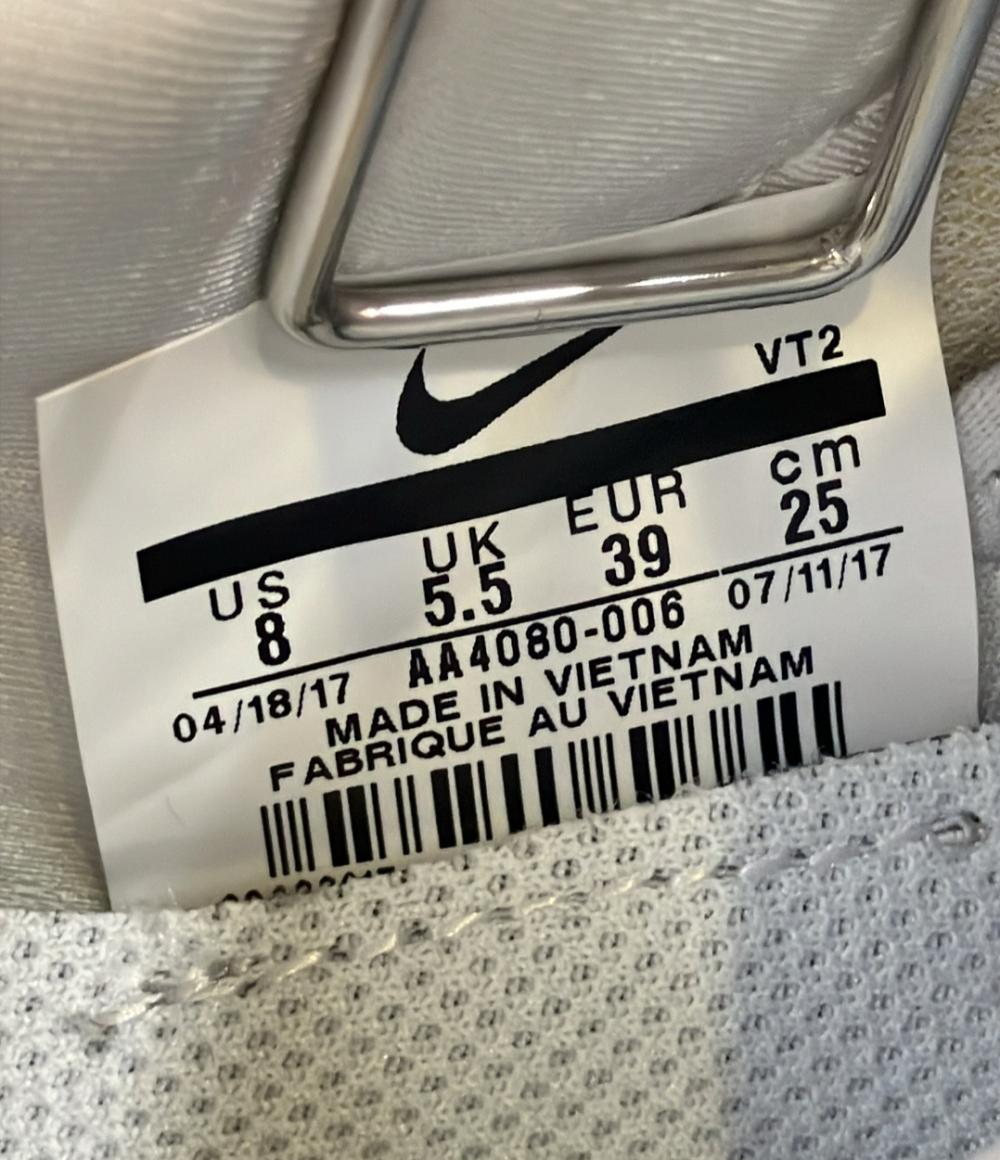 VT2
US UK EUR cm
8 5.5 39 25
04/18/17 AA4080-006 07/11/17
MADE IN VIETNAM
FABRIQUE AU VIETNAM